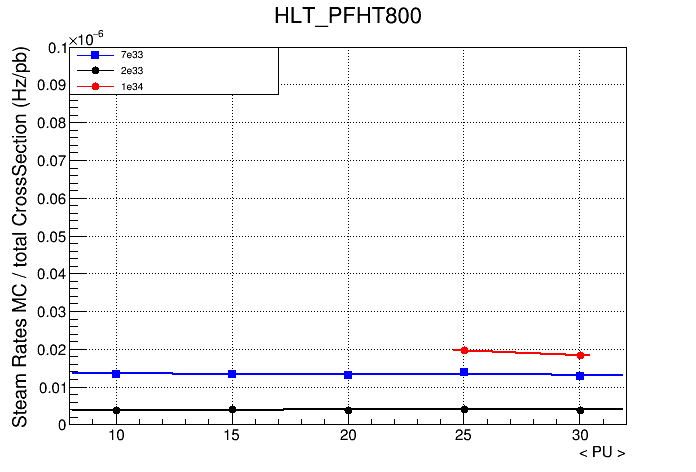 HLT_PFHT800
×10⁻⁶
Steam Rates MC / total CrossSection (Hz/pb)
0.1
0.09
0.08
0.07
0.06
0.05
0.04
0.03
0.02
0.01
0
7e33
2e33
1e34
10 15 20 25 30
< PU >